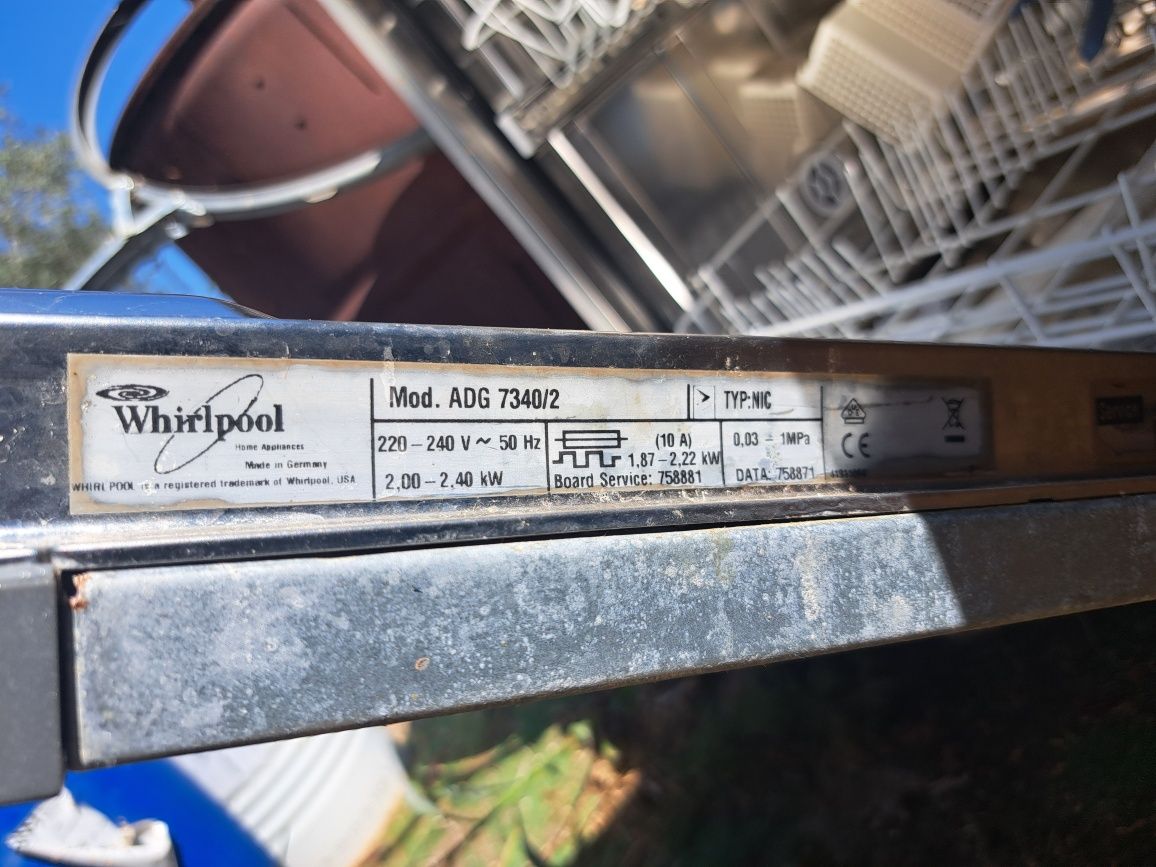 Whirlpool
Home Appliances
Made in Germany
WHIRLPOOL is a registered trademark of Whirlpool. USA
Mod. ADG 7340/2
TYP:NIC
220-240 V ~ 50 Hz
2,00-2,40 kW
(10 A)
1,87-2,22 kW
Board Service: 758881
0,03 - 1MPa
DATA: 758871
CE
Service